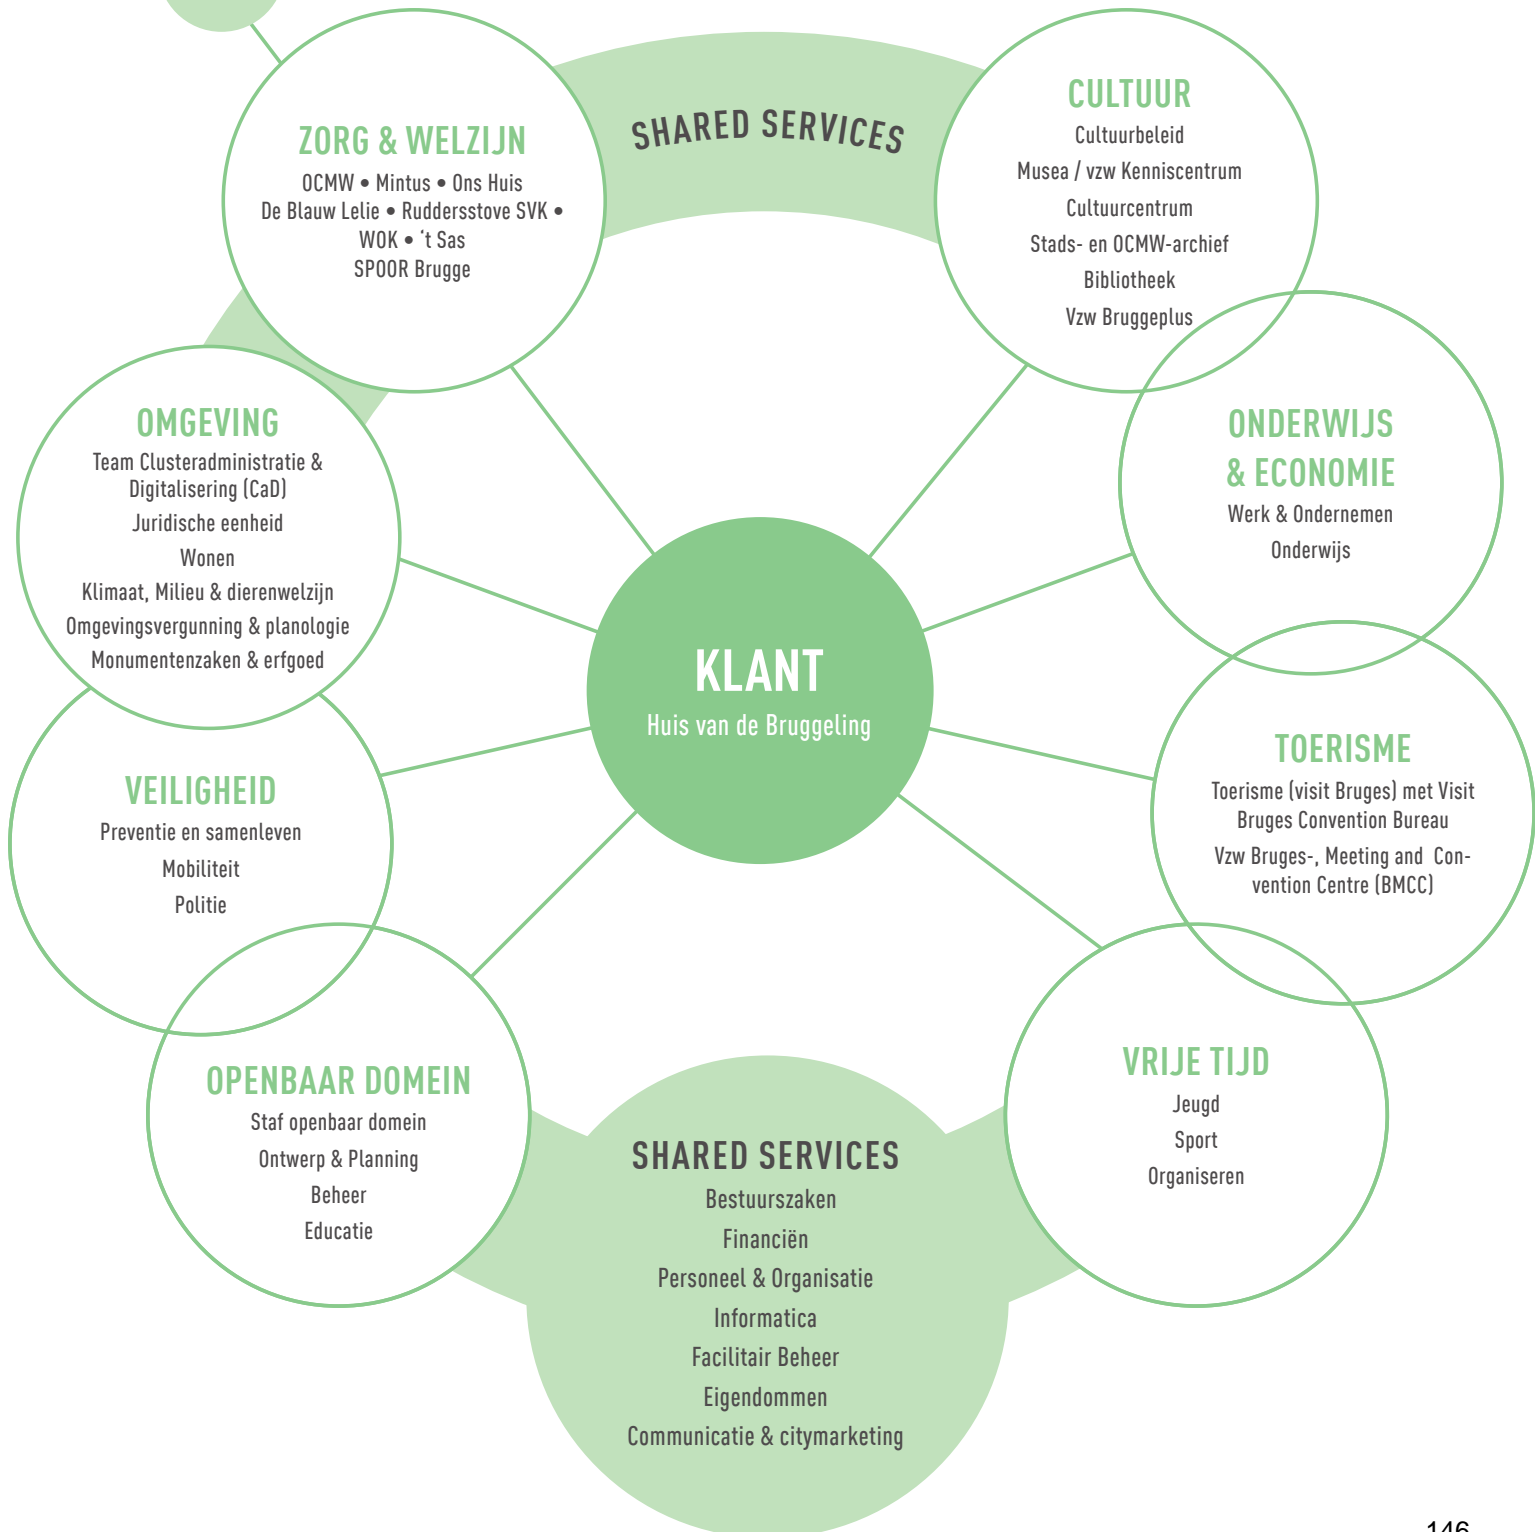 SHARED SERVICES
ZORG & WELZIJN
OCMW • Mintus • Ons Huis
De Blauw Lelie • Ruddersstove SVK •
WOK • ‘t Sas
SPOOR Brugge
CULTUUR
Cultuurbeleid
Musea / vzw Kenniscentrum
Cultuurcentrum
Stads- en OCMW-archief
Bibliotheek
Vzw Bruggeplus
OMGEVING
Team Clusteradministratie &
Digitalisering (CaD)
Juridische eenheid
Wonen
Klimaat, Milieu & dierenwelzijn
Omgevingsvergunning & planologie
Monumentenzaken & erfgoed
ONDERWIJS
& ECONOMIE
Werk & Ondernemen
Onderwijs
KLANT
Huis van de Bruggeling
VEILIGHEID
Preventie en samenleven
Mobiliteit
Politie
TOERISME
Toerisme (visit Bruges) met Visit
Bruges Convention Bureau
Vzw Bruges-, Meeting and Con-
vention Centre (BMCC)
OPENBAAR DOMEIN
Staf openbaar domein
Ontwerp & Planning
Beheer
Educatie
VRIJE TIJD
Jeugd
Sport
Organiseren
SHARED SERVICES
Bestuurszaken
Financiën
Personeel & Organisatie
Informatica
Facilitair Beheer
Eigendommen
Communicatie & citymarketing
146